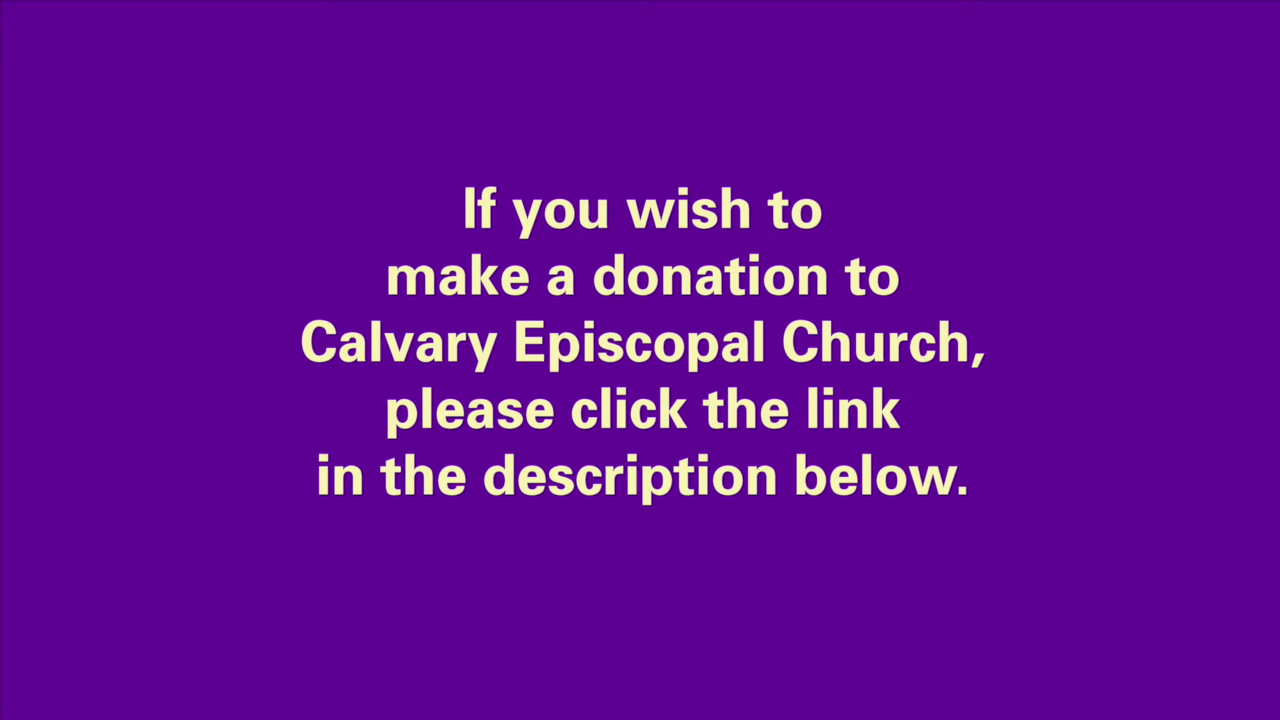 If you wish to
make a donation to
Calvary Episcopal Church,
please click the link
in the description below.